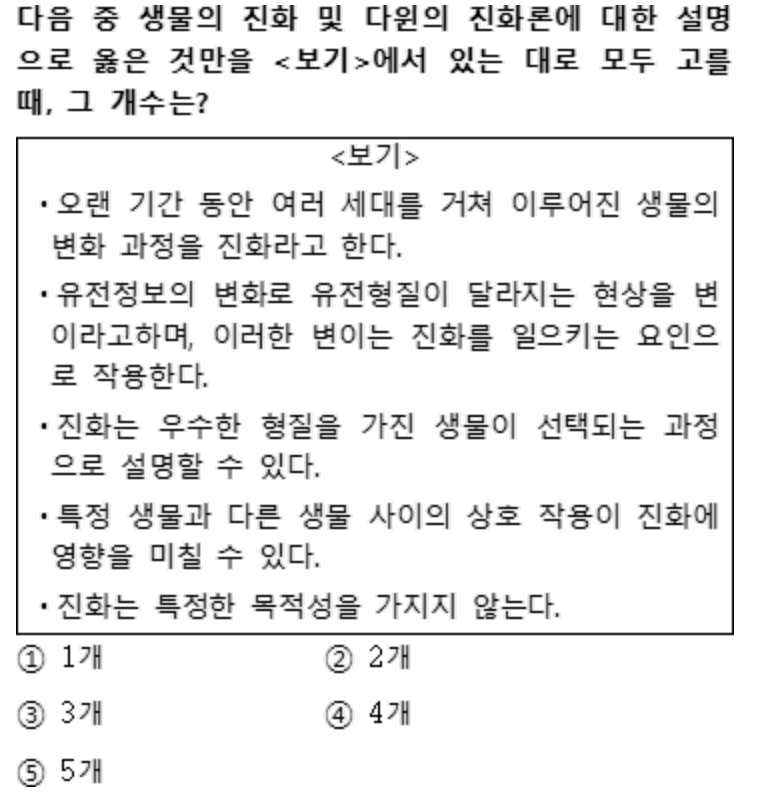 다음 중 생물의 진화 및 다윈의 진화론에 대한 설명
으로 옳은 것만을 <보기>에서 있는 대로 모두 고를
때, 그 개수는?
<보기>
・오랜 기간 동안 여러 세대를 거쳐 이루어진 생물의
변화 과정을 진화라고 한다.
・유전정보의 변화로 유전형질이 달라지는 현상을 변
이라고하며, 이러한 변이는 진화를 일으키는 요인으
로 작용한다.
・진화는 우수한 형질을 가진 생물이 선택되는 과정
으로 설명할 수 있다.
・특정 생물과 다른 생물 사이의 상호 작용이 진화에
영향을 미칠 수 있다.
・진화는 특정한 목적성을 가지지 않는다.
① 1개 ② 2개
③ 3개 ④ 4개
⑤ 5개